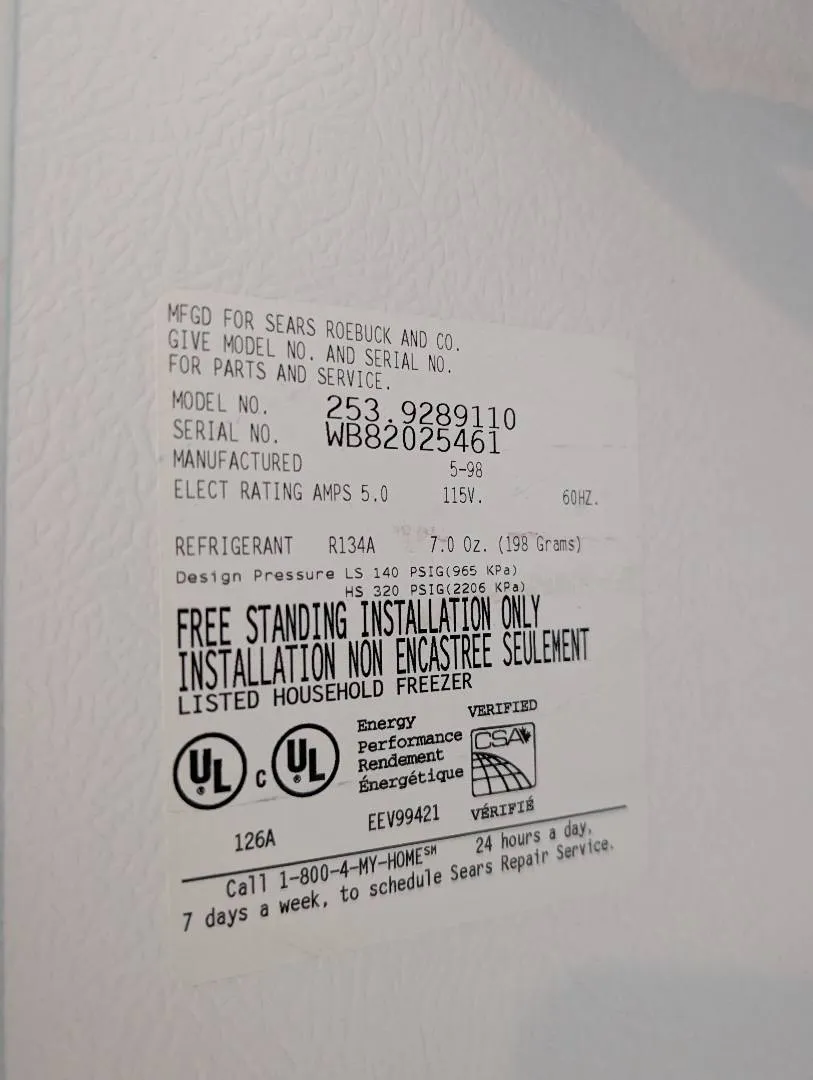 MFGD FOR SEARS ROEBUCK AND CO.
GIVE MODEL NO. AND SERIAL NO.
FOR PARTS AND SERVICE.
MODEL NO. 253.9289110
SERIAL NO. WB82025461
MANUFACTURED 5-98
ELECT RATING AMPS 5.0 115V. 60HZ.
REFRIGERANT R134A 7.0 Oz. (198 Grams)
Design Pressure LS 140 PSIG(965 KPa)
HS 320 PSIG(2206 KPa)
FREE STANDING INSTALLATION ONLY
INSTALLATION NON ENCASTREE SEULEMENT
LISTED HOUSEHOLD FREEZER
UL ® C UL ®
126A
Energy
Performance
Rendement
Énergétique
EEV99421
VERIFIED
CSA
VÉRIFIÉ
Call 1-800-4-MY-HOME℠ 24 hours a day,
7 days a week, to schedule Sears Repair Service.